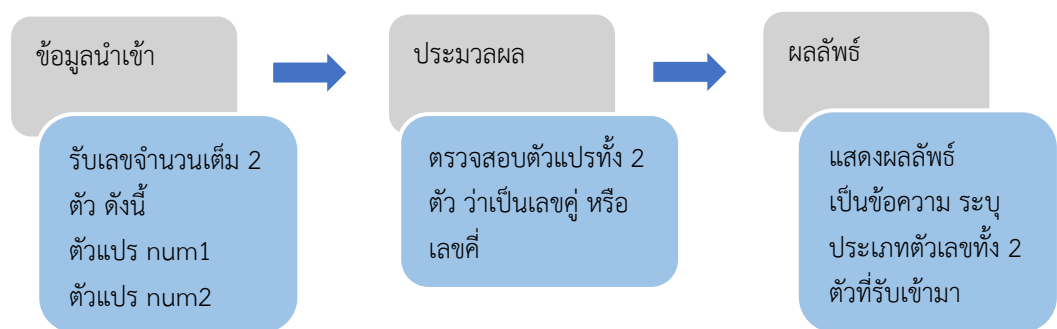 ข้อมูลนำเข้า
รับเลขจำนวนเต็ม 2
ตัว ดังนี้
ตัวแปร num1
ตัวแปร num2
ประมวลผล
ตรวจสอบตัวแปรทั้ง 2
ตัว ว่าเป็นเลขคู่ หรือ
เลขคี่
ผลลัพธ์
แสดงผลลัพธ์
เป็นข้อความ ระบุ
ประเภทตัวเลขทั้ง 2
ตัวที่รับเข้ามา